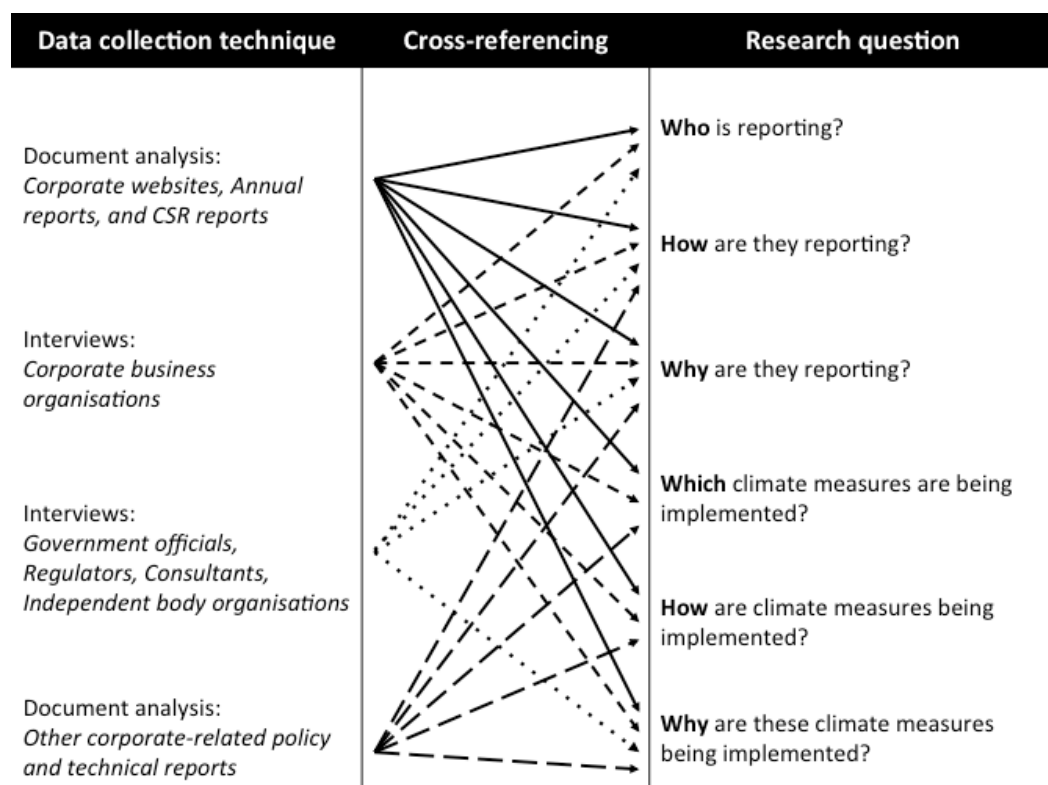 Data collection technique
Cross-referencing
Research question
Document analysis:
Corporate websites, Annual
reports, and CSR reports
Interviews:
Corporate business
organisations
Interviews:
Government officials,
Regulators, Consultants,
Independent body organisations
Document analysis:
Other corporate-related policy
and technical reports
Who is reporting?
How are they reporting?
Why are they reporting?
Which climate measures are being
implemented?
How are climate measures being
implemented?
Why are these climate measures
being implemented?